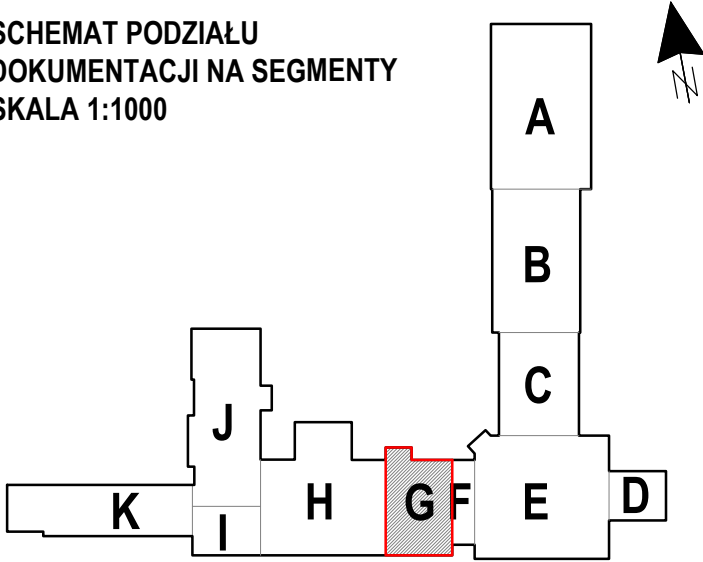 SCHEMAT PODZIAŁU
DOKUMENTACJI NA SEGMENTY
SKALA 1:1000
N
A
B
C
J
K
I
H
G
F
E
D